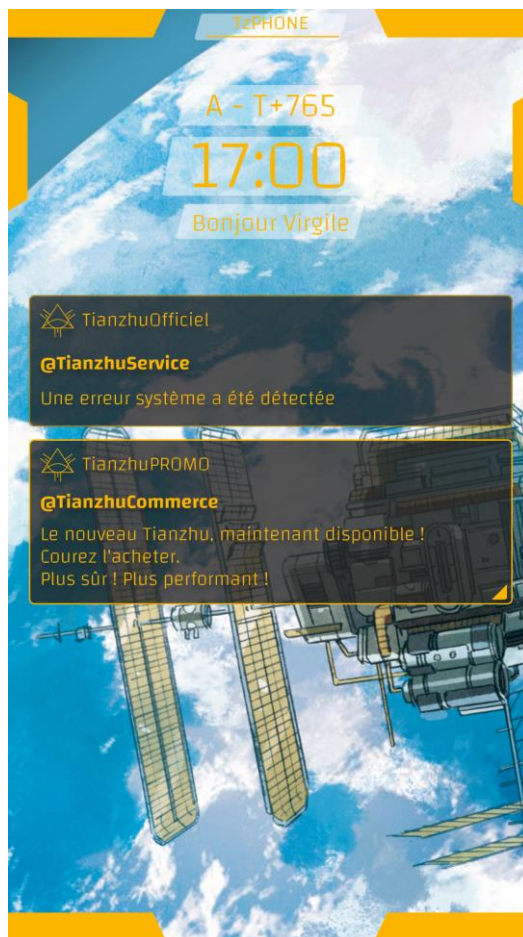 TzPHONE
A - T+765
17:00
Bonjour Virgile
TianzhuOfficiel
@TianzhuService
Une erreur système a été détectée
TianzhuPROMO
@TianzhuCommerce
Le nouveau Tianzhu, maintenant disponible !
Courez l'acheter.
Plus sûr ! Plus performant !